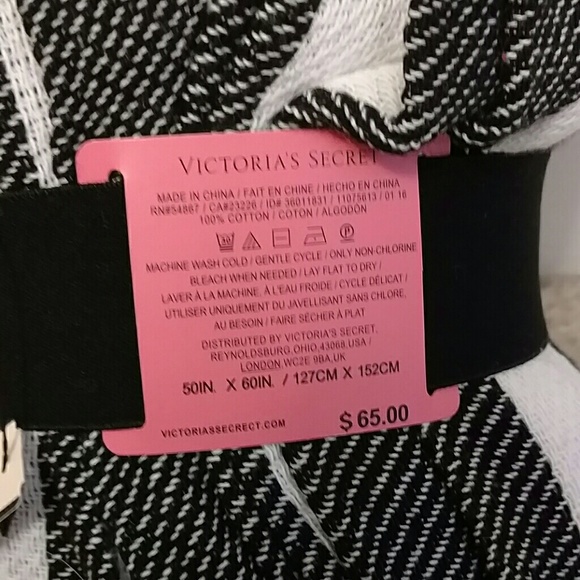 VICTORIA'S SECRET
MADE IN CHINA / FAIT EN CHINE / HECHO EN CHINA
RN#54867 / CA#23226 / ID# 36011831 / 11075613 / 01 16
100% COTTON / COTON / ALGODÓN
MACHINE WASH COLD / GENTLE CYCLE / ONLY NON-CHLORINE
BLEACH WHEN NEEDED / LAY FLAT TO DRY /
LAVER À LA MACHINE, À L'EAU FROIDE / CYCLE DÉLICAT /
UTILISER UNIQUEMENT DU JAVELLISANT SANS CHLORE,
AU BESOIN / FAIRE SÉCHER À PLAT
DISTRIBUTED BY VICTORIA'S SECRET,
REYNOLDSBURG,OHIO,43068,USA /
LONDON,WC2E 9BA,UK
50IN. X 60IN. / 127CM X 152CM
VICTORIASSECRECT.COM
$65.00